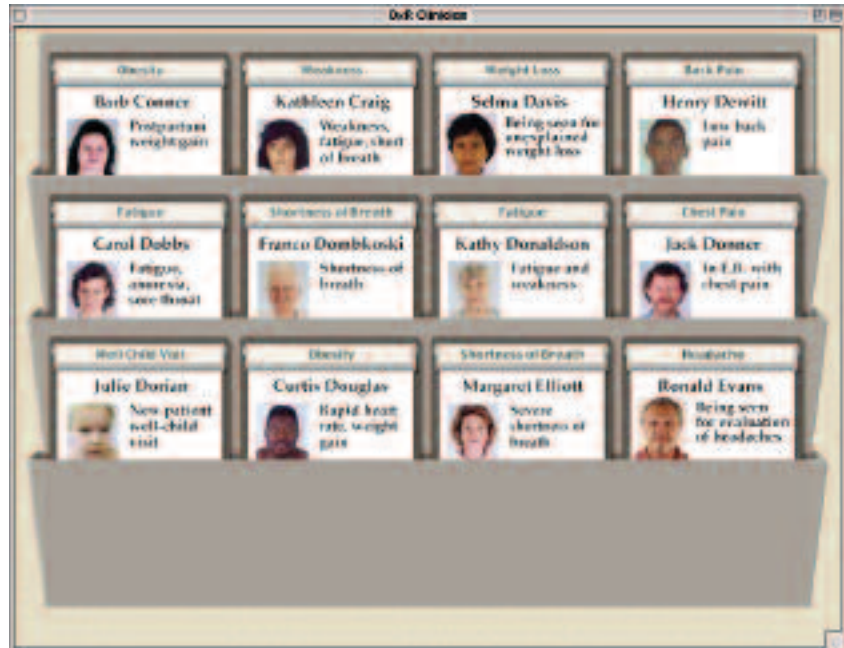 DxR Clinician
Obesity
Weakness
Weight Loss
Back Pain
Barb Conner
Kathleen Craig
Selma Davis
Henry Dewitt
Postpartum
weight gain
Weakness,
fatigue, short
of breath
Being seen for
unexplained
weight loss
Low back
pain
Fatigue
Shortness of Breath
Fatigue
Chest Pain
Carol Dobbs
Franco Dombkoski
Kathy Donaldson
Jack Donner
Fatigue,
anorexia,
sore throat
Shortness of
breath
Fatigue and
weakness
In E.R. with
chest pain
Well Child Visit
Obesity
Shortness of Breath
Headache
Julie Dorian
Curtis Douglas
Margaret Elliott
Ronald Evans
New patient
well-child
visit
Rapid heart
rate, weight
gain
Severe
shortness of
breath
Being seen
for evaluation
of headaches